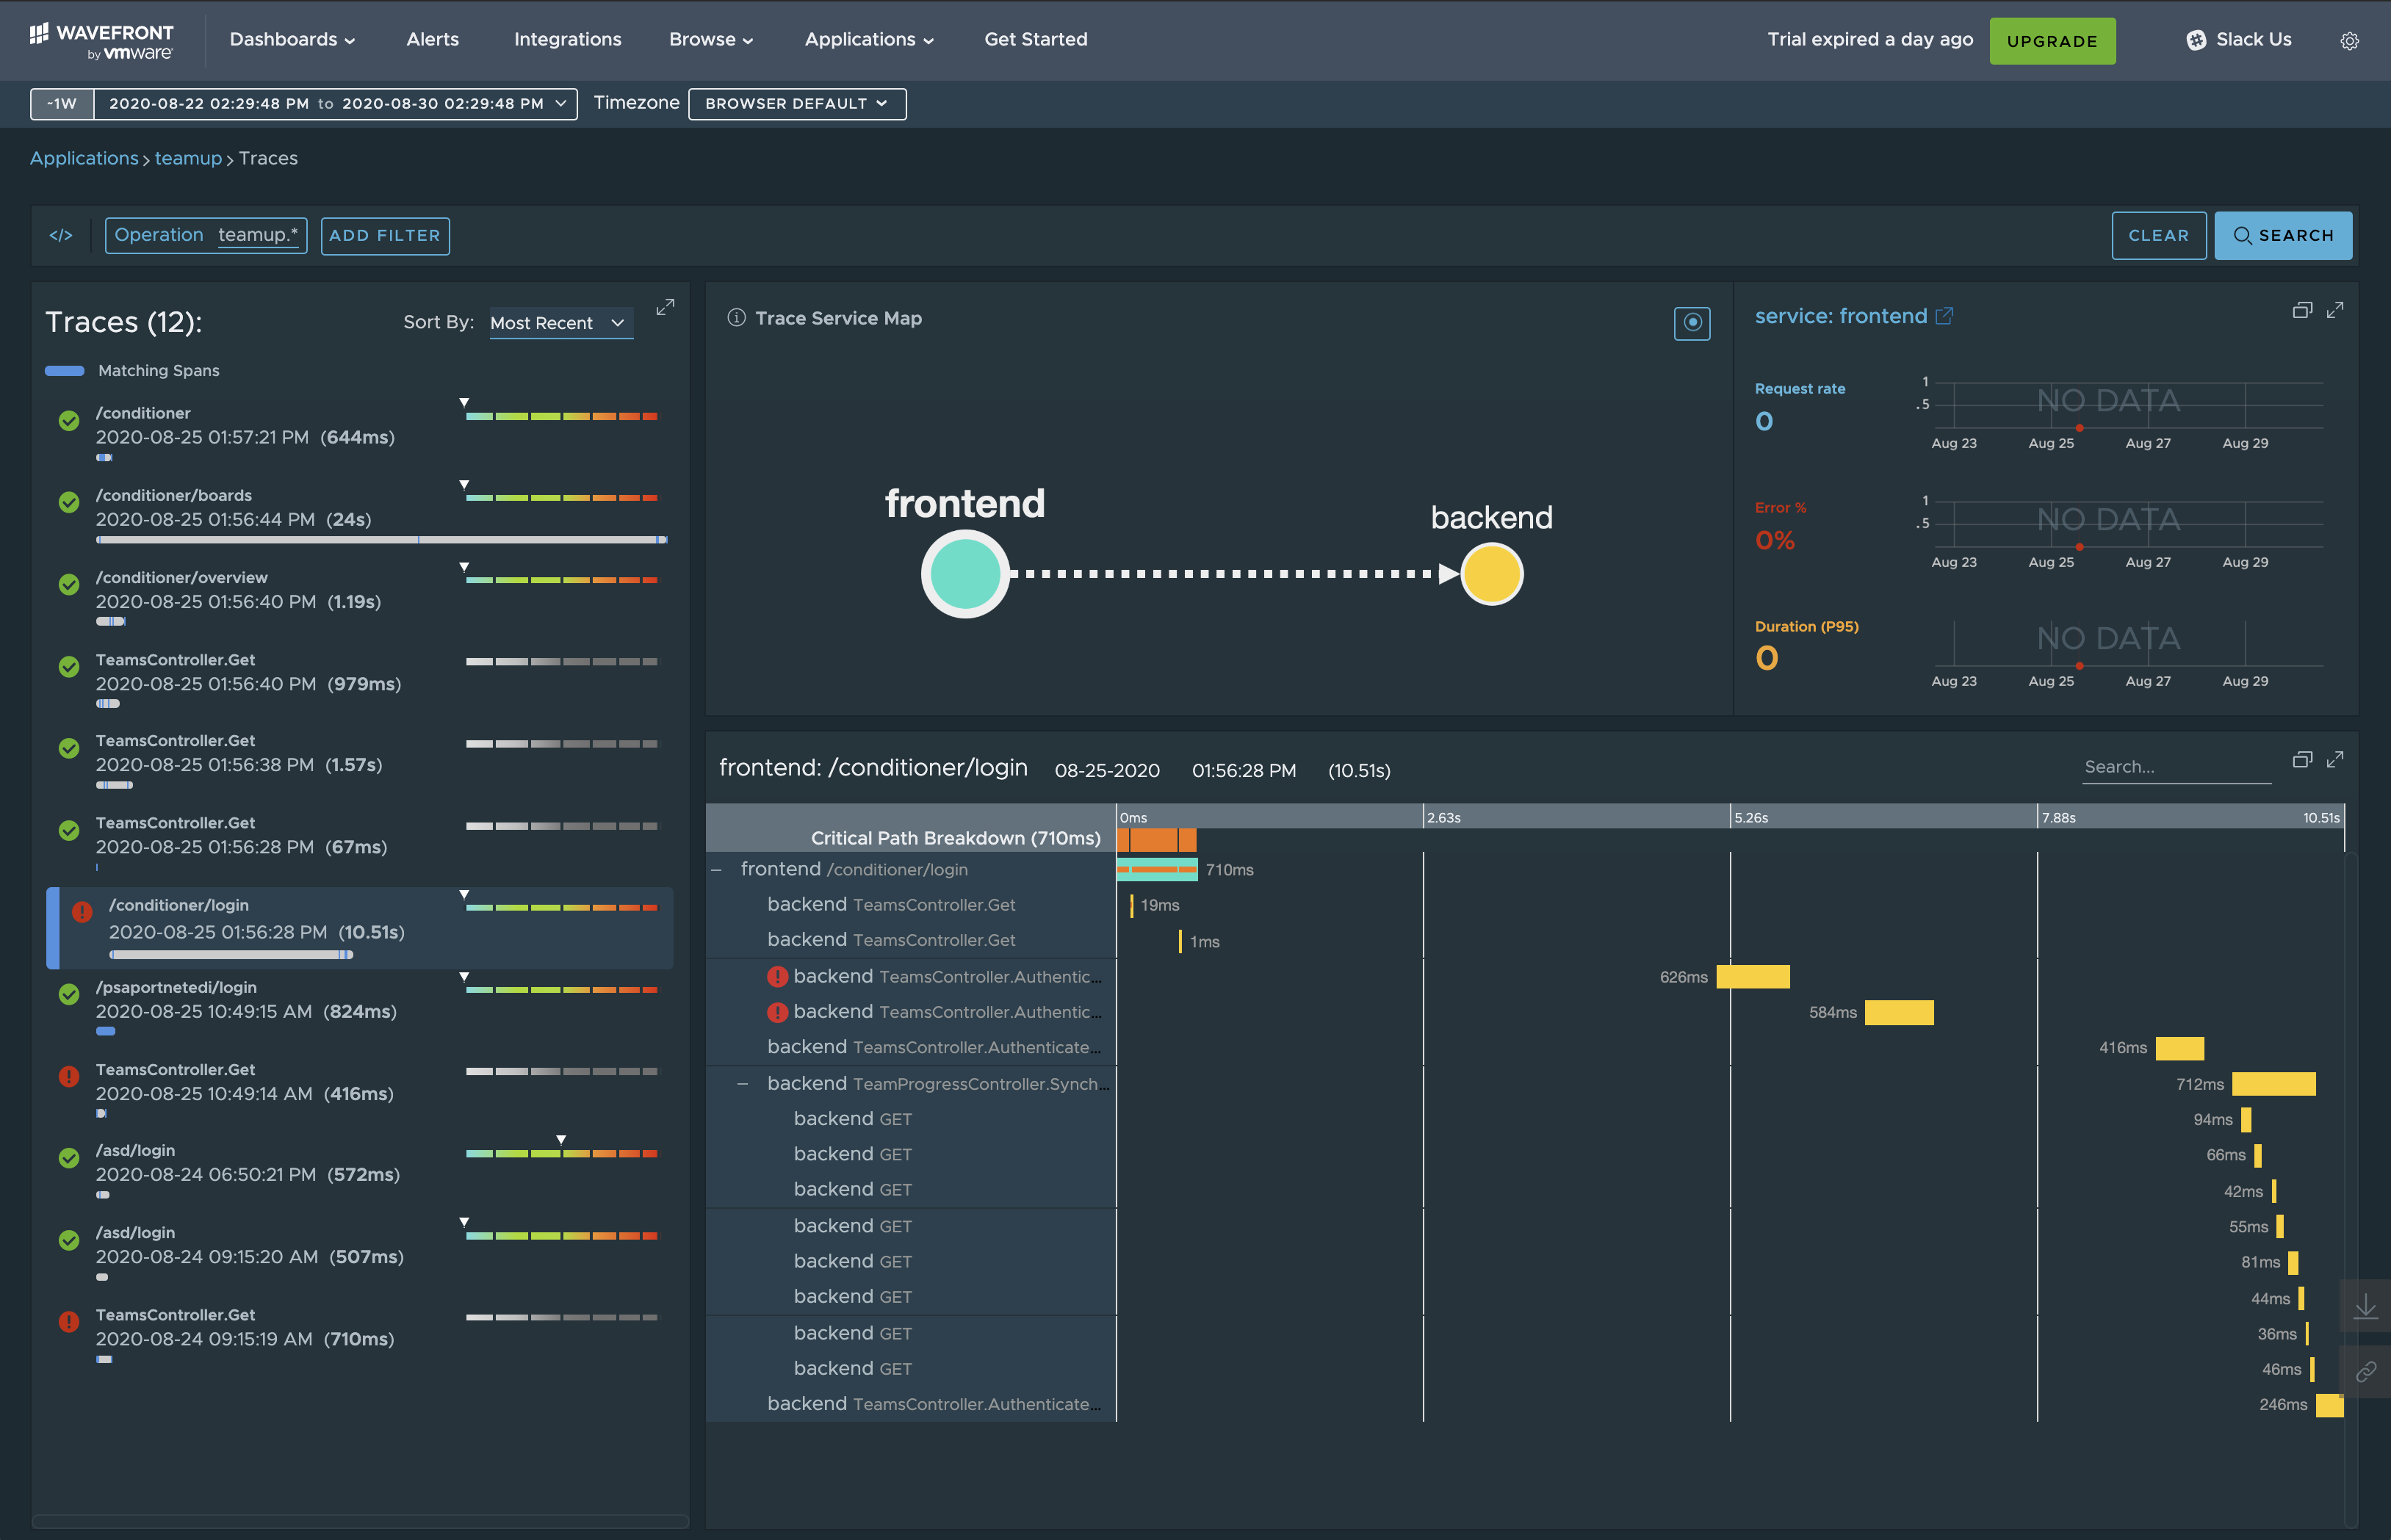 WAVEFRONT
by vmware
Dashboards
Alerts
Integrations
Browse
Applications
Get Started
Trial expired a day ago
UPGRADE
Slack Us
~1W
2020-08-22 02:29:48 PM to 2020-08-30 02:29:48 PM
Timezone
BROWSER DEFAULT
Applications > teamup > Traces
</>
Operation teamup.*
ADD FILTER
CLEAR
SEARCH
Traces (12):
Sort By: Most Recent
Matching Spans
/conditioner
2020-08-25 01:57:21 PM (644ms)
/conditioner/boards
2020-08-25 01:56:44 PM (24s)
/conditioner/overview
2020-08-25 01:56:40 PM (1.19s)
TeamsController.Get
2020-08-25 01:56:40 PM (979ms)
TeamsController.Get
2020-08-25 01:56:38 PM (1.57s)
TeamsController.Get
2020-08-25 01:56:28 PM (67ms)
/conditioner/login
2020-08-25 01:56:28 PM (10.51s)
/psaportnetedi/login
2020-08-25 10:49:15 AM (824ms)
TeamsController.Get
2020-08-25 10:49:14 AM (416ms)
/asd/login
2020-08-24 06:50:21 PM (572ms)
/asd/login
2020-08-24 09:15:20 AM (507ms)
TeamsController.Get
2020-08-24 09:15:19 AM (710ms)
Trace Service Map
frontend
backend
service: frontend
Request rate
0
1
.5
NO DATA
Aug 23 Aug 25 Aug 27 Aug 29
Error %
0%
1
.5
NO DATA
Aug 23 Aug 25 Aug 27 Aug 29
Duration (P95)
0
NO DATA
Aug 23 Aug 25 Aug 27 Aug 29
frontend: /conditioner/login 08-25-2020 01:56:28 PM (10.51s)
Search...
0ms 2.63s 5.26s 7.88s 10.51s
Critical Path Breakdown (710ms)
frontend /conditioner/login 710ms
backend TeamsController.Get 19ms
backend TeamsController.Get 1ms
backend TeamsController.Authentic... 626ms
backend TeamsController.Authentic... 584ms
backend TeamsController.Authenticate... 416ms
backend TeamProgressController.Synch... 712ms
backend GET 94ms
backend GET 66ms
backend GET 42ms
backend GET 55ms
backend GET 81ms
backend GET 44ms
backend GET 36ms
backend GET 46ms
backend TeamsController.Authenticate... 246ms